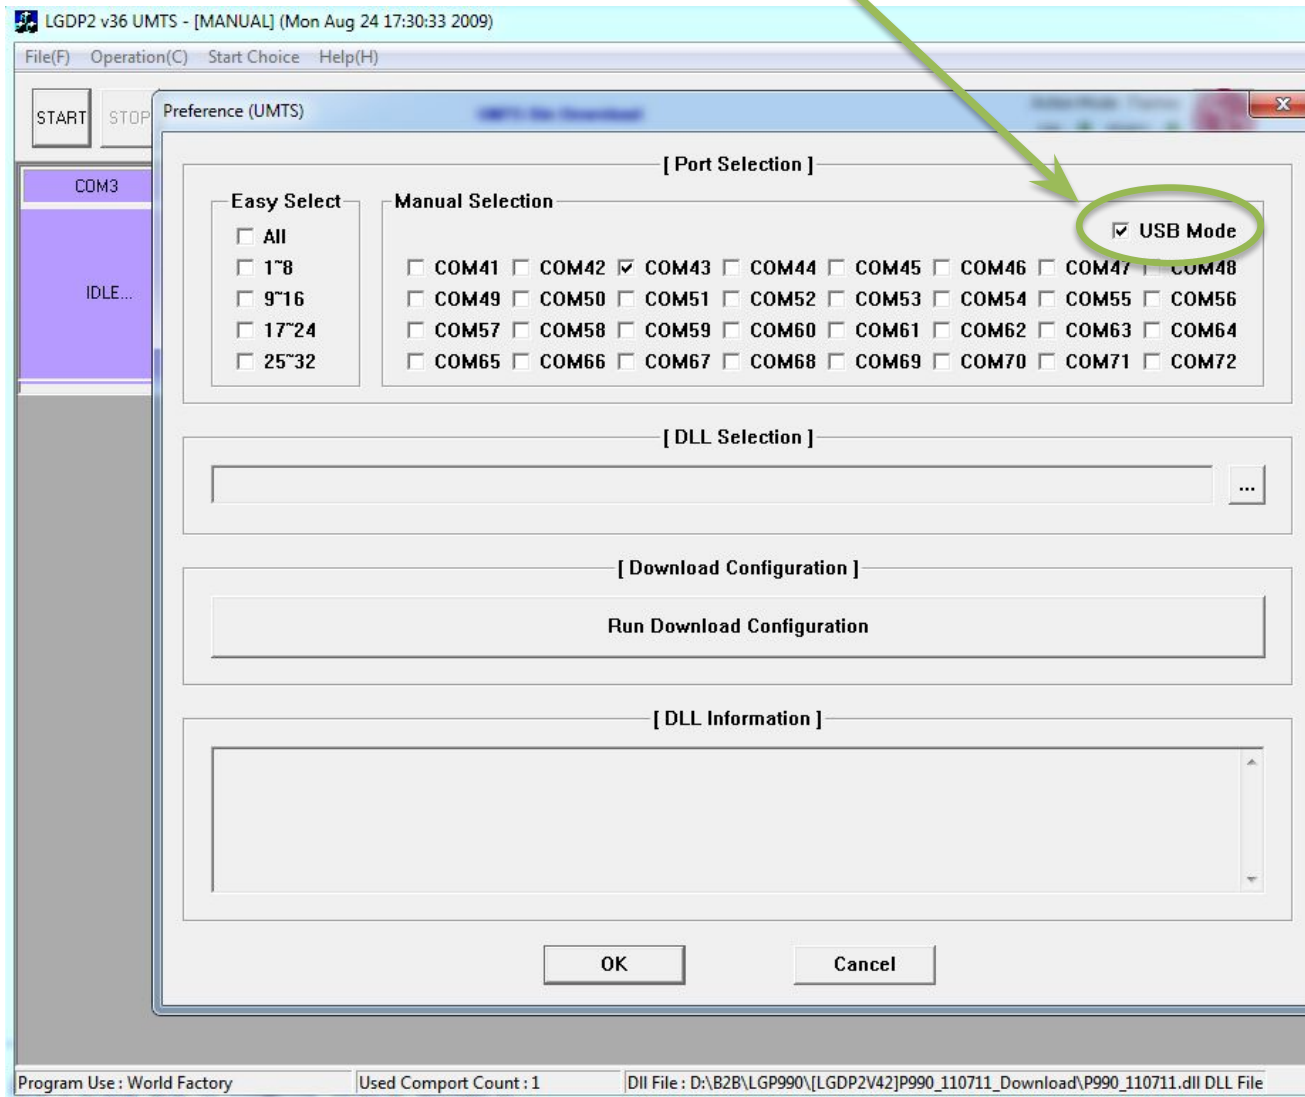 LGDP2 v36 UMTS - [MANUAL] (Mon Aug 24 17:30:33 2009)
File(F) Operation(C) Start Choice Help(H)
START STOP
Preference (UMTS)
UMTS Bin Download
COM3
IDLE...
[ Port Selection ]
Easy Select
All
1~8
9~16
17~24
25~32
Manual Selection
USB Mode
COM41 COM42 COM43 COM44 COM45 COM46 COM47 COM48
COM49 COM50 COM51 COM52 COM53 COM54 COM55 COM56
COM57 COM58 COM59 COM60 COM61 COM62 COM63 COM64
COM65 COM66 COM67 COM68 COM69 COM70 COM71 COM72
[ DLL Selection ]
...
[ Download Configuration ]
Run Download Configuration
[ DLL Information ]
OK Cancel
Program Use : World Factory Used Comport Count : 1 Dll File : D:\B2B\LGP990\[LGDP2V42]P990_110711_Download\P990_110711.dll DLL File